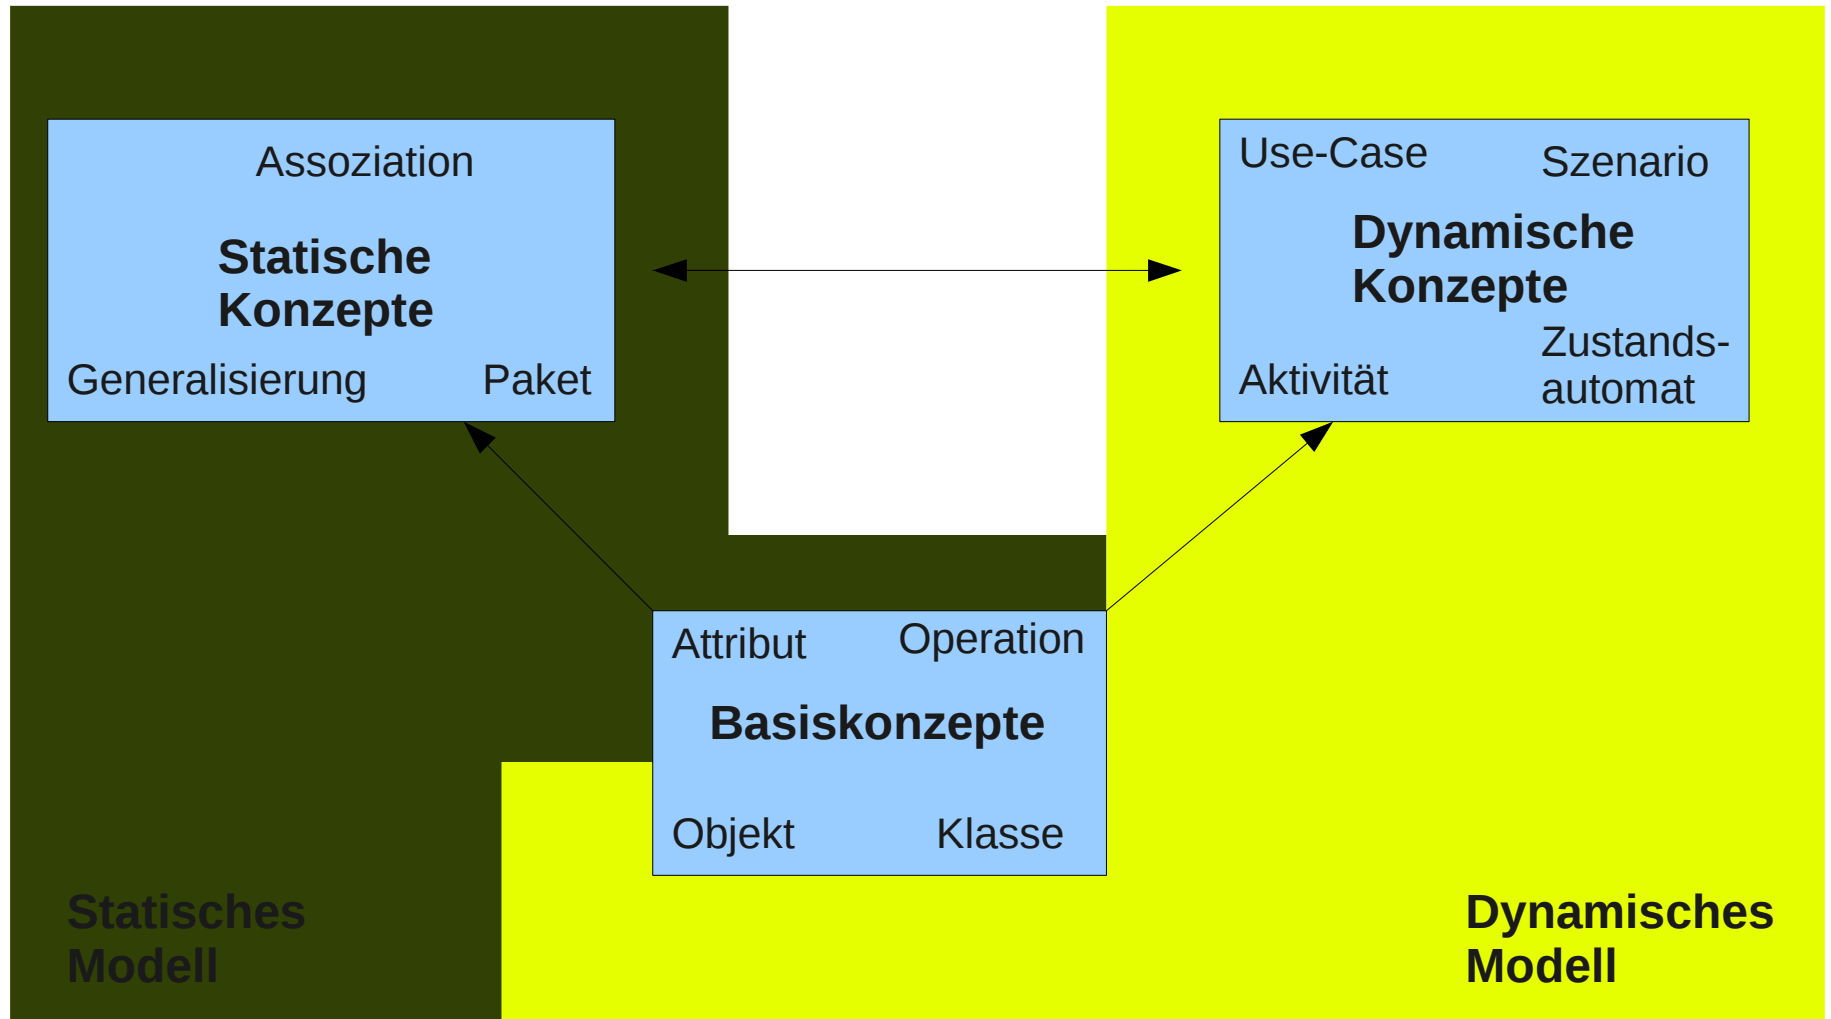 Assoziation
Statische
Konzepte
Generalisierung
Paket
Use-Case
Szenario
Dynamische
Konzepte
Aktivität
Zustands-
automat
Attribut
Operation
Basiskonzepte
Objekt
Klasse
Statisches
Modell
Dynamisches
Modell